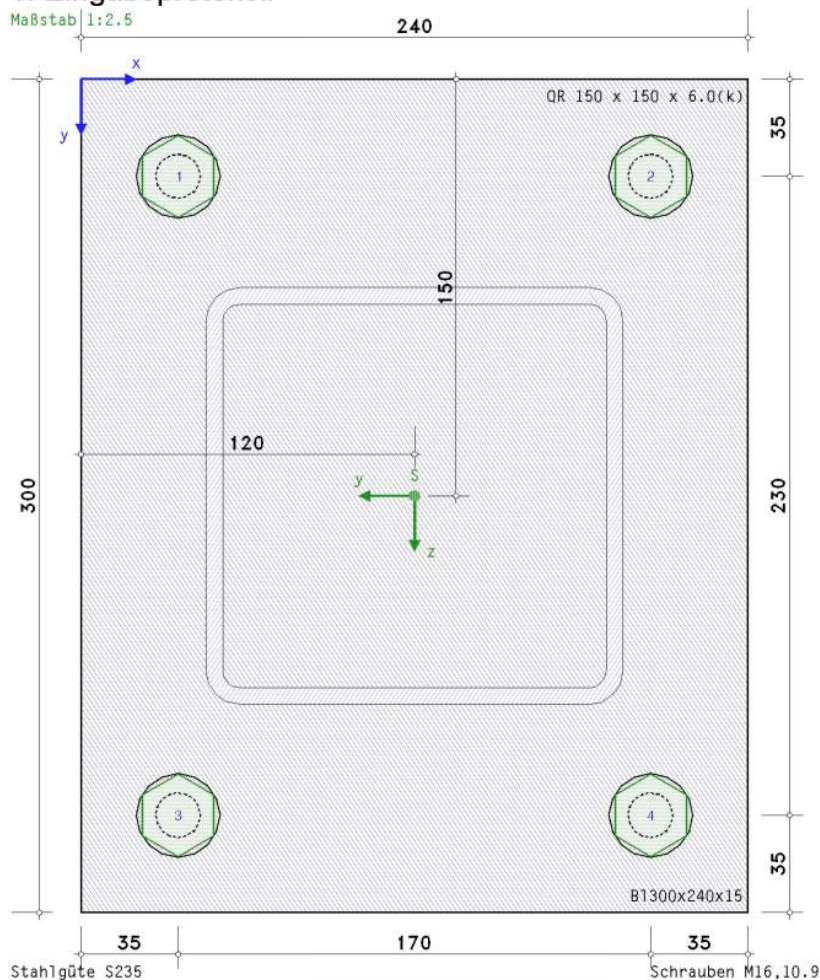 Maßstab 1:2.5
240
x
QR 150 x 150 x 6.0(k)
y
35
1
2
150
120
S
y
z
300
230
3
4
35
Bl300x240x15
35
170
35
Stahlgüte S235
Schrauben M16,10.9